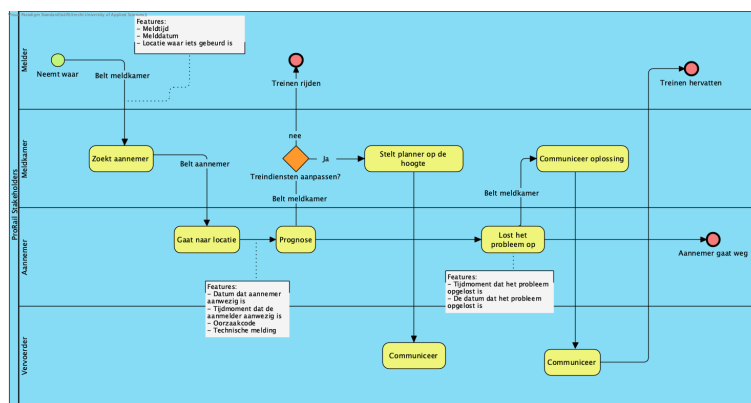 Features:
- Meldtijd
- Melddatum
- Locatie waar iets gebeurd is
Melder
Neemt waar
Belt meldkamer
Treinen rijden
Treinen hervatten
ProRail Stakeholders
Meldkamer
Zoekt aannemer
Belt aannemer
nee
Ja
Treindiensten aanpassen?
Belt meldkamer
Stelt planner op de
hoogte
Communiceer oplossing
Belt meldkamer
Aannemer
Gaat naar locatie
Prognose
Lost het
probleem op
Aannemer gaat weg
Features:
- Datum dat aannemer
aanwezig is
- Tijdmoment dat de
aanmelder aanwezig is
- Oorzaakcode
- Technische melding
Features:
- Tijdmoment dat het probleem
opgelost is
- De datum dat het probleem
opgelost is
Vervoerder
Communiceer
Communiceer